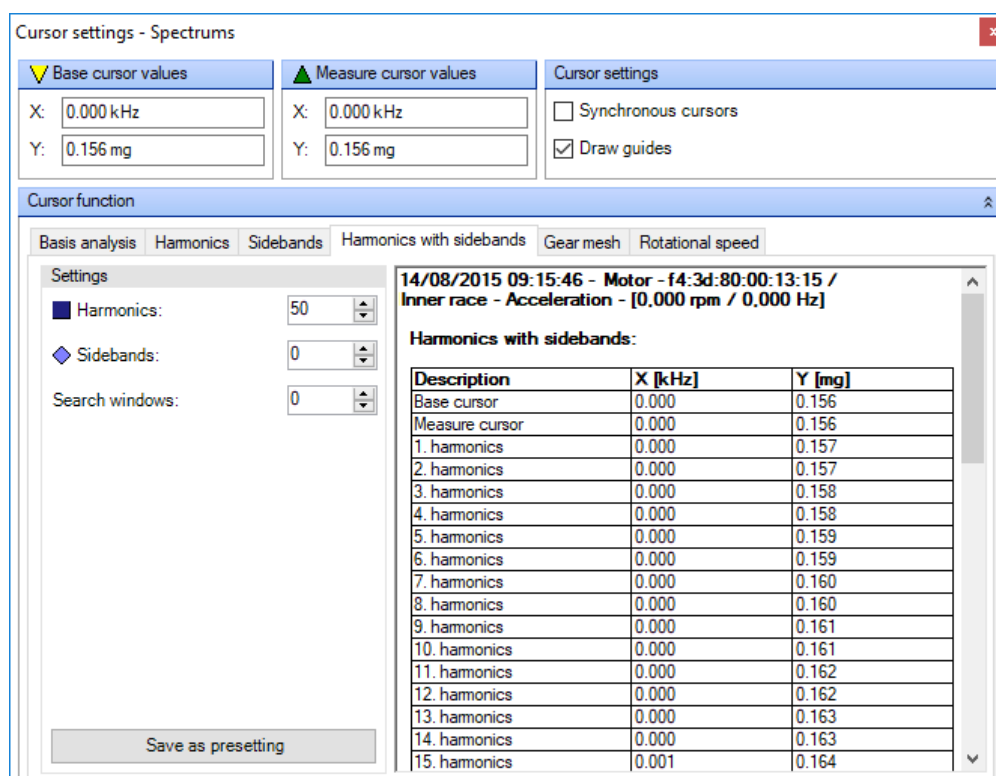 Cursor settings - Spectrums
Base cursor values
X: 0.000 kHz
Y: 0.156 mg
Measure cursor values
X: 0.000 kHz
Y: 0.156 mg
Cursor settings
Synchronous cursors
Draw guides
Cursor function
Basis analysis Harmonics Sidebands Harmonics with sidebands Gear mesh Rotational speed
Settings
Harmonics: 50
Sidebands: 0
Search windows: 0
Save as presetting
14/08/2015 09:15:46 - Motor - f4:3d:80:00:13:15 /
Inner race - Acceleration - [0,000 rpm / 0,000 Hz]
Harmonics with sidebands:
Description X [kHz] Y [mg]
Base cursor 0.000 0.156
Measure cursor 0.000 0.156
1. harmonics 0.000 0.157
2. harmonics 0.000 0.157
3. harmonics 0.000 0.158
4. harmonics 0.000 0.158
5. harmonics 0.000 0.159
6. harmonics 0.000 0.159
7. harmonics 0.000 0.160
8. harmonics 0.000 0.160
9. harmonics 0.000 0.161
10. harmonics 0.000 0.161
11. harmonics 0.000 0.162
12. harmonics 0.000 0.162
13. harmonics 0.000 0.163
14. harmonics 0.000 0.163
15. harmonics 0.001 0.164